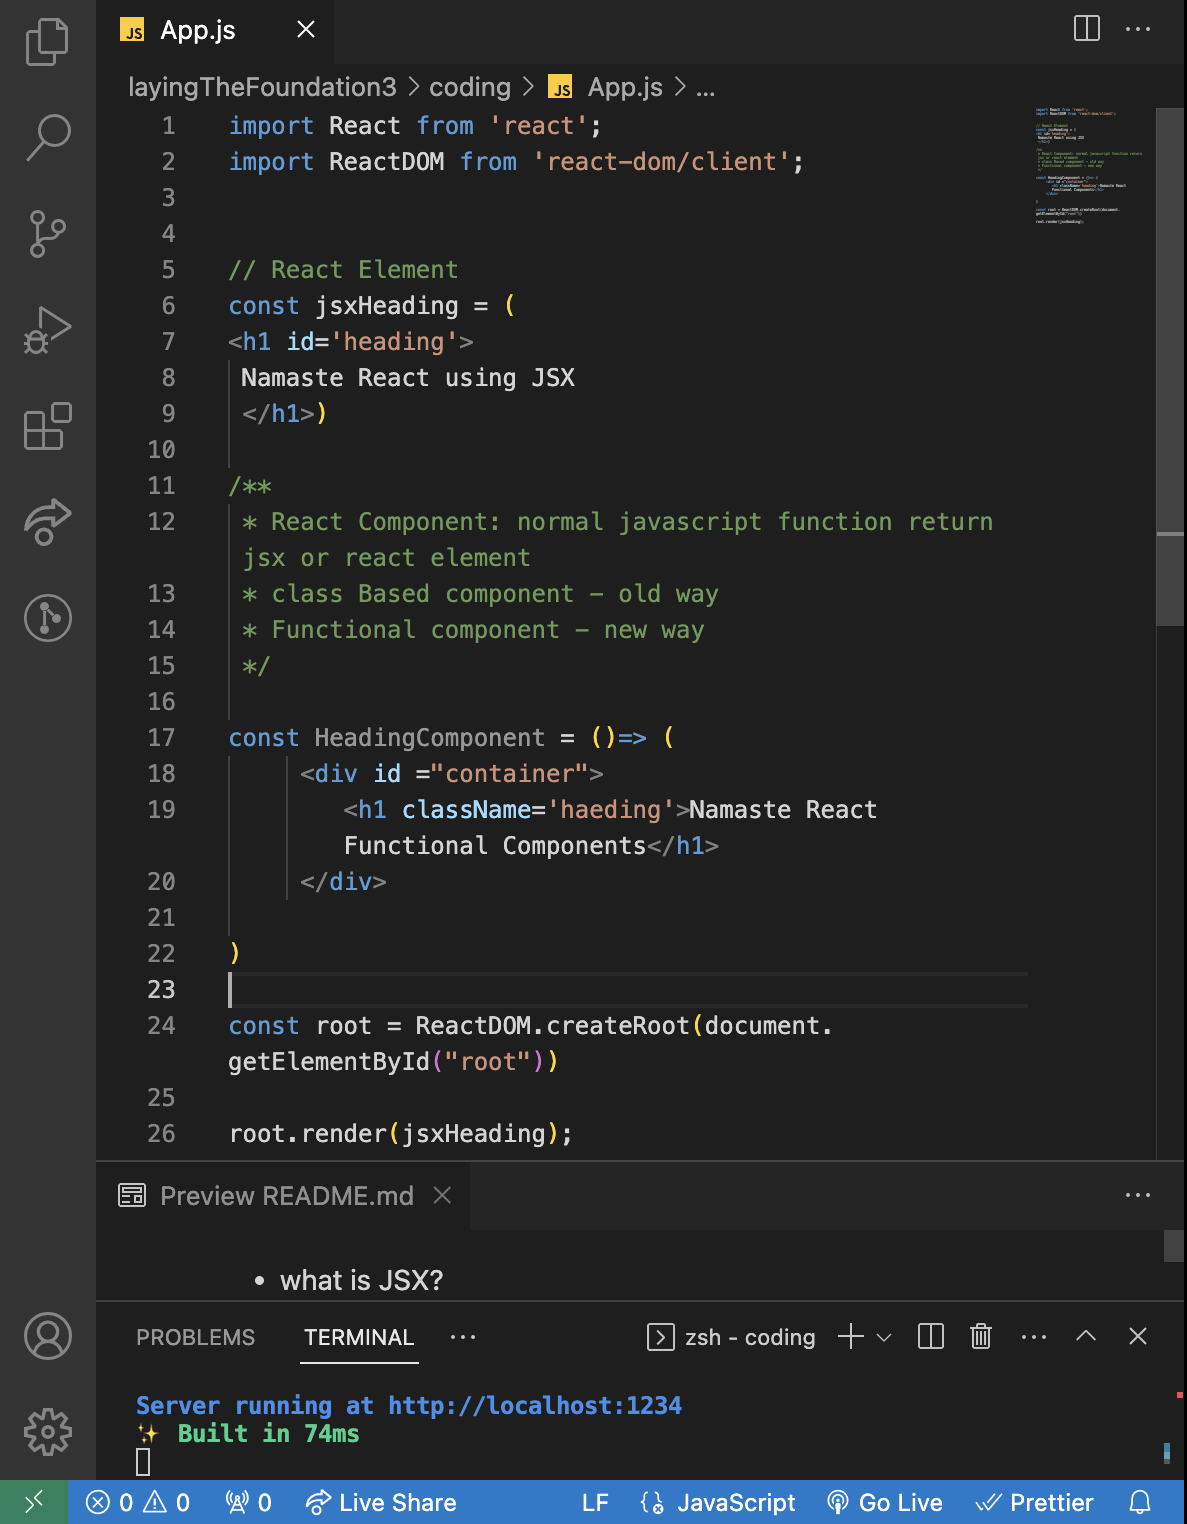 JS App.js
layingTheFoundation3 > coding > JS App.js > ...
1 import React from 'react';
2 import ReactDOM from 'react-dom/client';
3
4
5 // React Element
6 const jsxHeading = (
7 <h1 id='heading'>
8 Namaste React using JSX
9 </h1>)
10
11 /**
12 * React Component: normal javascript function return
jsx or react element
13 * class Based component - old way
14 * Functional component - new way
15 */
16
17 const HeadingComponent = ()=> (
18 <div id ="container">
19 <h1 className='haeding'>Namaste React
Functional Components</h1>
20 </div>
21
22 )
23
24 const root = ReactDOM.createRoot(document.
getElementById("root"))
25
26 root.render(jsxHeading);
Preview README.md
• what is JSX?
PROBLEMS TERMINAL ... zsh - coding
Server running at http://localhost:1234
✨ Built in 74ms
0 0 0 Live Share LF JavaScript Go Live Prettier